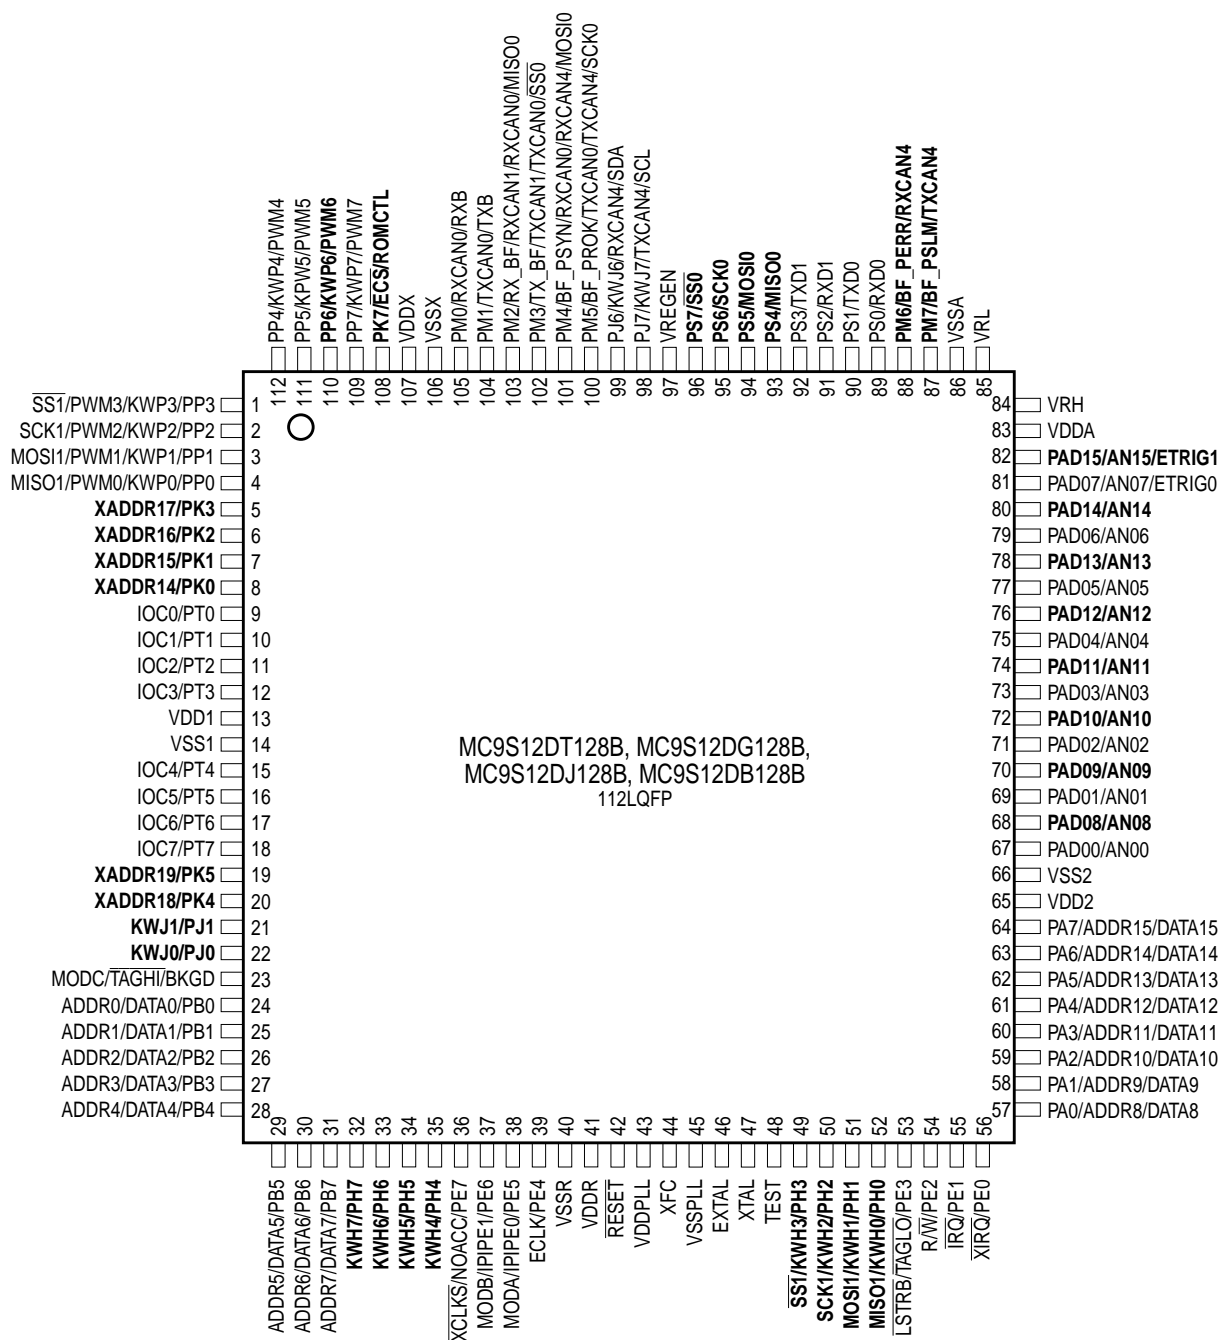 PP4/KWP4/PWM4
PP5/KPW5/PWM5
PP6/KWP6/PWM6
PP7/KWP7/PWM7
PK7/ECS/ROMCTL
VDDX
VSSX
PM0/RXCAN0/RXB
PM1/TXCAN0/TXB
PM2/RX_BF/RXCAN1/RXCAN0/MISO0
PM3/TX_BF/TXCAN1/TXCAN0/SS0
PM4/BF_PSYN/RXCAN0/RXCAN4/MOSI0
PM5/BF_PROK/TXCAN0/TXCAN4/SCK0
PJ6/KWJ6/RXCAN4/SDA
PJ7/KWJ7/TXCAN4/SCL
VREGEN
PS7/SS0
PS6/SCK0
PS5/MOSI0
PS4/MISO0
PS3/TXD1
PS2/RXD1
PS1/TXD0
PS0/RXD0
PM6/BF_PERR/RXCAN4
PM7/BF_PSLM/TXCAN4
VSSA
VRL
112
111
110
109
108
107
106
105
104
103
102
101
100
99
98
97
96
95
94
93
92
91
90
89
88
87
86
85
SS1/PWM3/KWP3/PP3 1
SCK1/PWM2/KWP2/PP2 2
MOSI1/PWM1/KWP1/PP1 3
MISO1/PWM0/KWP0/PP0 4
XADDR17/PK3 5
XADDR16/PK2 6
XADDR15/PK1 7
XADDR14/PK0 8
IOC0/PT0 9
IOC1/PT1 10
IOC2/PT2 11
IOC3/PT3 12
VDD1 13
VSS1 14
IOC4/PT4 15
IOC5/PT5 16
IOC6/PT6 17
IOC7/PT7 18
XADDR19/PK5 19
XADDR18/PK4 20
KWJ1/PJ1 21
KWJ0/PJ0 22
MODC/TAGHI/BKGD 23
ADDR0/DATA0/PB0 24
ADDR1/DATA1/PB1 25
ADDR2/DATA2/PB2 26
ADDR3/DATA3/PB3 27
ADDR4/DATA4/PB4 28
MC9S12DT128B, MC9S12DG128B,
MC9S12DJ128B, MC9S12DB128B
112LQFP
84 VRH
83 VDDA
82 PAD15/AN15/ETRIG1
81 PAD07/AN07/ETRIG0
80 PAD14/AN14
79 PAD06/AN06
78 PAD13/AN13
77 PAD05/AN05
76 PAD12/AN12
75 PAD04/AN04
74 PAD11/AN11
73 PAD03/AN03
72 PAD10/AN10
71 PAD02/AN02
70 PAD09/AN09
69 PAD01/AN01
68 PAD08/AN08
67 PAD00/AN00
66 VSS2
65 VDD2
64 PA7/ADDR15/DATA15
63 PA6/ADDR14/DATA14
62 PA5/ADDR13/DATA13
61 PA4/ADDR12/DATA12
60 PA3/ADDR11/DATA11
59 PA2/ADDR10/DATA10
58 PA1/ADDR9/DATA9
57 PA0/ADDR8/DATA8
29
30
31
32
33
34
35
36
37
38
39
40
41
42
43
44
45
46
47
48
49
50
51
52
53
54
55
56
ADDR5/DATA5/PB5
ADDR6/DATA6/PB6
ADDR7/DATA7/PB7
KWH7/PH7
KWH6/PH6
KWH5/PH5
KWH4/PH4
XCLKS/NOACC/PE7
MODB/IPIPE1/PE6
MODA/IPIPE0/PE5
ECLK/PE4
VSSR
VDDR
RESET
VDDPLL
XFC
VSSPLL
EXTAL
XTAL
TEST
SS1/KWH3/PH3
SCK1/KWH2/PH2
MOSI1/KWH1/PH1
MISO1/KWH0/PH0
LSTRB/TAGLO/PE3
R/W/PE2
IRQ/PE1
XIRQ/PE0